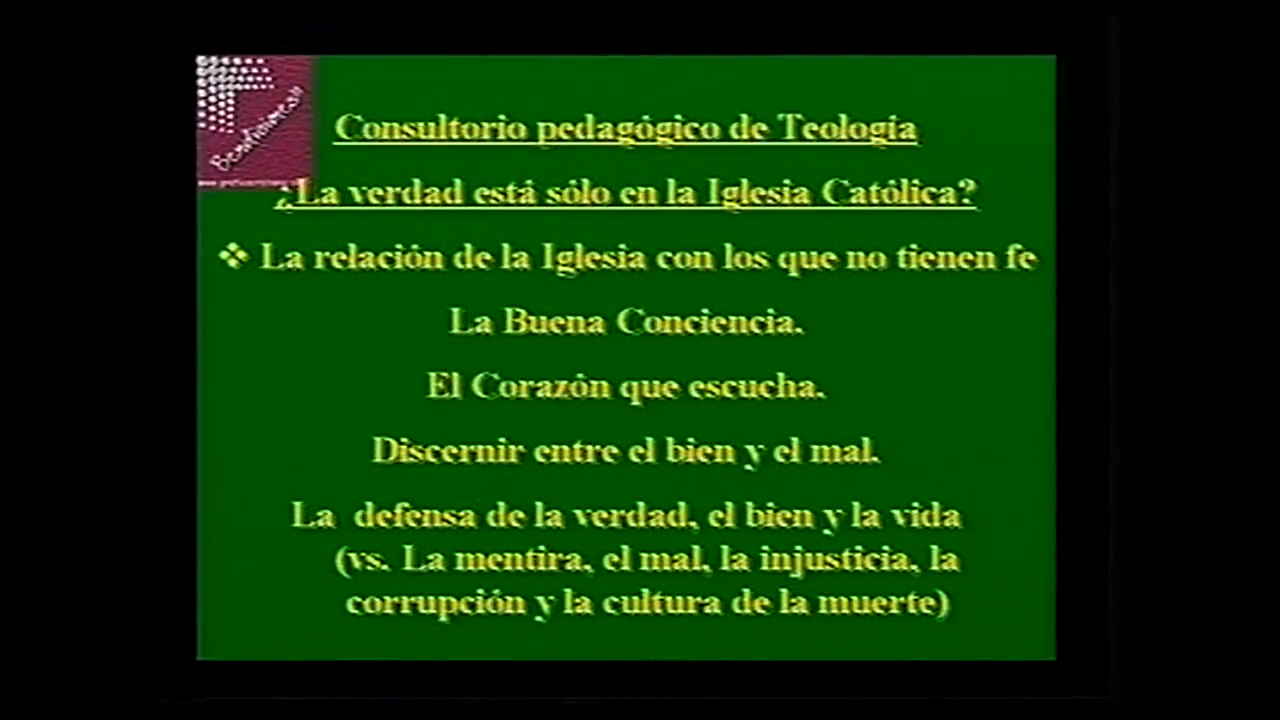 Consultorio pedagógico de Teología
¿La verdad está sólo en la Iglesia Católica?
❖ La relación de la Iglesia con los que no tienen fe
La Buena Conciencia.
El Corazón que escucha.
Discernir entre el bien y el mal.
La defensa de la verdad, el bien y la vida
(vs. La mentira, el mal, la injusticia, la
corrupción y la cultura de la muerte)